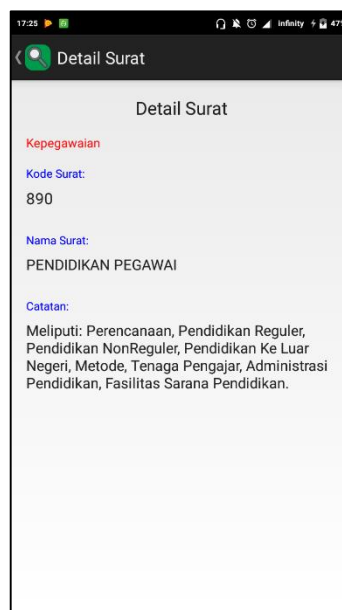 17:25
infinity
47%
Detail Surat
Detail Surat
Kepegawaian
Kode Surat:
890
Nama Surat:
PENDIDIKAN PEGAWAI
Catatan:
Meliputi: Perencanaan, Pendidikan Reguler,
Pendidikan NonReguler, Pendidikan Ke Luar
Negeri, Metode, Tenaga Pengajar, Administrasi
Pendidikan, Fasilitas Sarana Pendidikan.